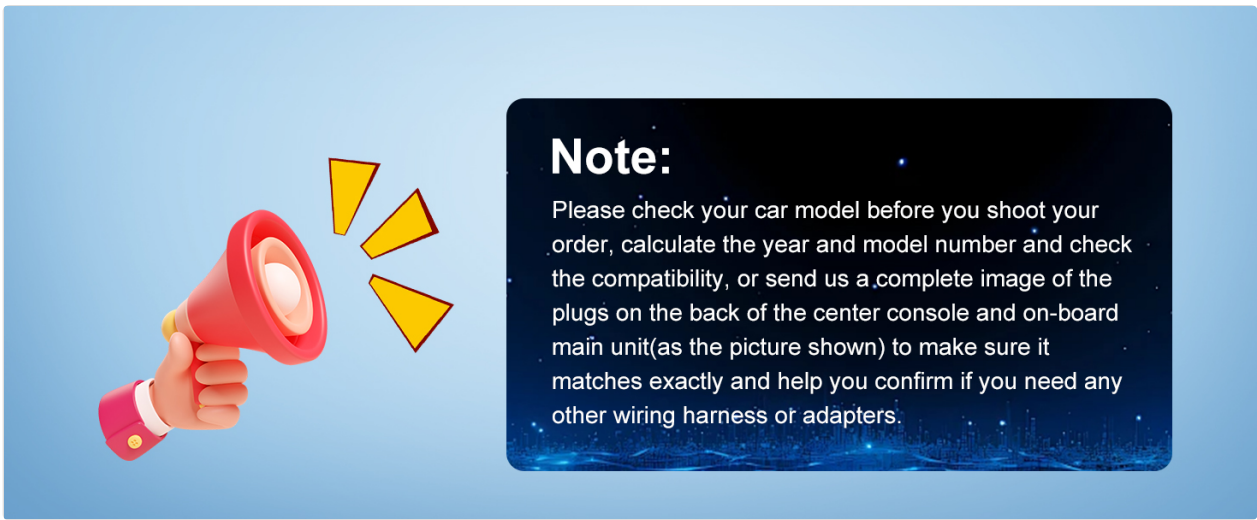 Note:
Please check your car model before you shoot your
order, calculate the year and model number and check
the compatibility, or send us a complete image of the
plugs on the back of the center console and on-board
main unit(as the picture shown) to make sure it
matches exactly and help you confirm if you need any
other wiring harness or adapters.